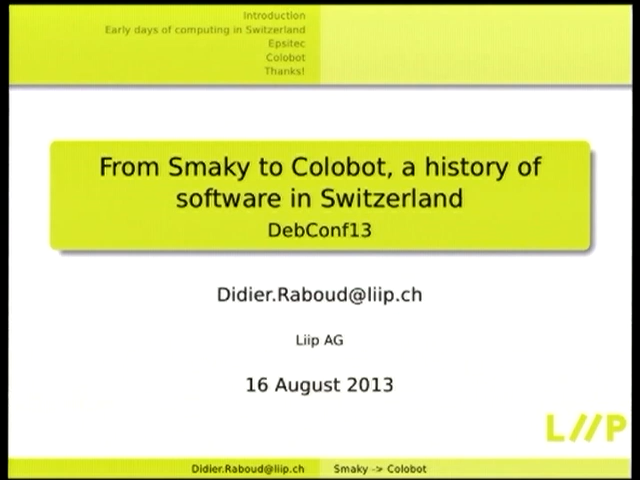 Introduction
Early days of computing in Switzerland
Epsitec
Colobot
Thanks!
From Smaky to Colobot, a history of
software in Switzerland
DebConf13
Didier.Raboud@liip.ch
Liip AG
16 August 2013
LIIP
Didier.Raboud@liip.ch Smaky -> Colobot